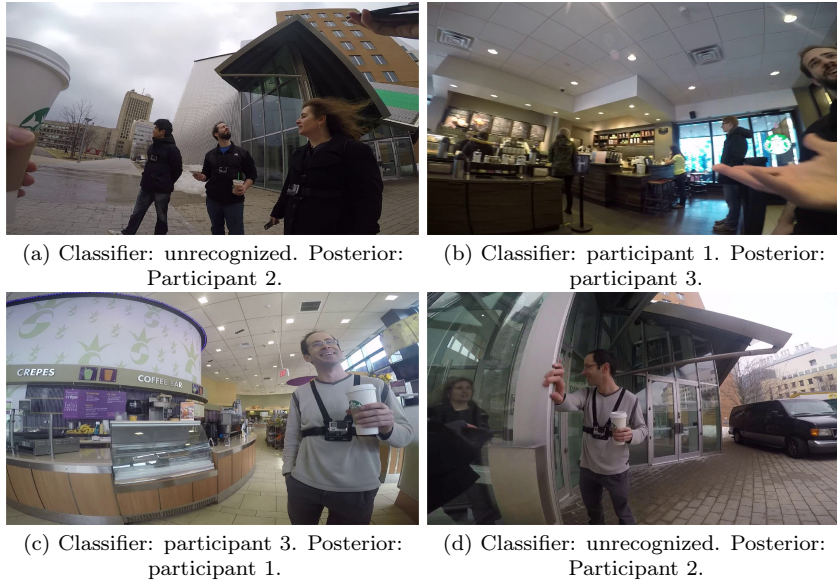 (a) Classifier: unrecognized. Posterior:
Participant 2.
(b) Classifier: participant 1. Posterior:
participant 3.
CREPES
COFFEE BAR
(c) Classifier: participant 3. Posterior:
participant 1.
(d) Classifier: unrecognized. Posterior:
Participant 2.